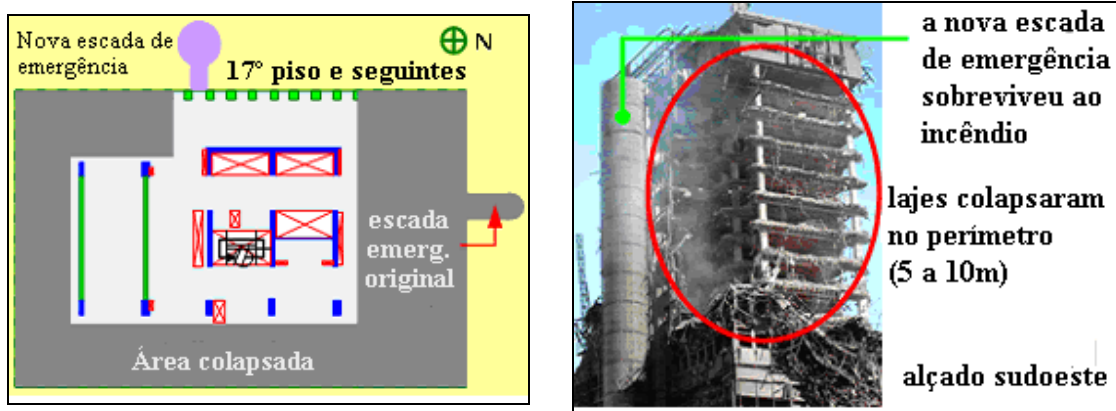 Nova escada de
emergência
N
17º piso e seguintes
escada
emerg.
original
Área colapsada
a nova escada
de emergência
sobreviveu ao
incêndio
lajes colapsaram
no perímetro
(5 a 10m)
alçado sudoeste